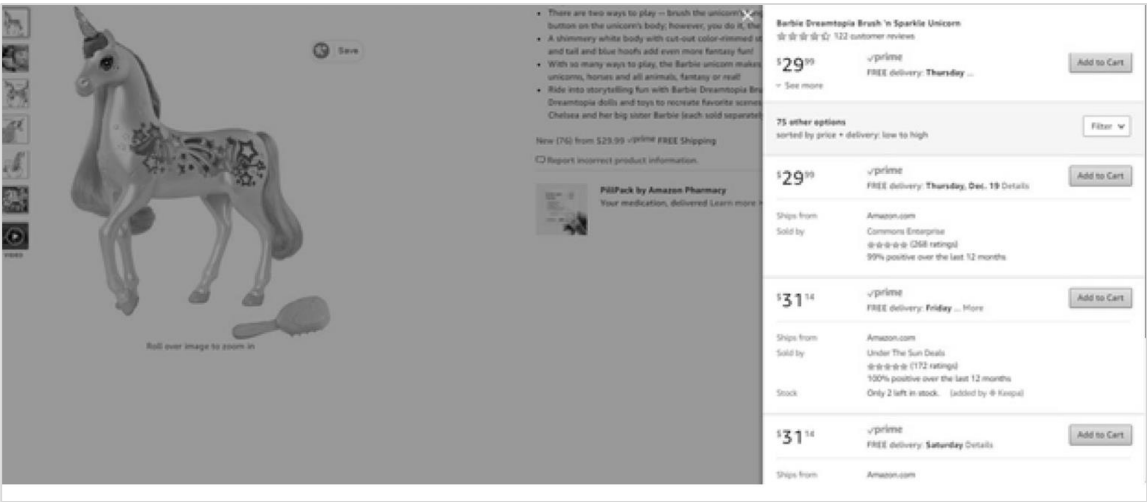 Save
VIDEO
Roll over image to zoom in
There are two ways to play -- brush the unicorn's
button on the unicorn's body; however, you do it, the
A shimmery white body with cut-out color-rimmed
and tail and blue hoofs add even more fantasy fun!
With so many ways to play, the Barbie unicorn makes
unicorns, horses and all animals, fantasy or real!
Ride into storytelling fun with Barbie Dreamtopia
Dreamtopia dolls and toys to recreate favorite scenes
Chelsea and her big sister Barbie (each sold separately
New (76) from $29.99 prime FREE Shipping
Report incorrect product information.
PillPack by Amazon Pharmacy
Your medication, delivered Learn more
Barbie Dreamtopia Brush 'n Sparkle Unicorn
122 customer reviews
$29.99
prime
FREE delivery: Thursday ...
Add to Cart
See more
75 other options
sorted by price + delivery: low to high
Filter
$29.99
prime
FREE delivery: Thursday, Dec. 19 Details
Add to Cart
Ships from Amazon.com
Sold by Commons Enterprise
(268 ratings)
99% positive over the last 12 months
$31.14
prime
FREE delivery: Friday ... More
Add to Cart
Ships from Amazon.com
Sold by Under The Sun Deals
(172 ratings)
100% positive over the last 12 months
Stock Only 2 left in stock. (added by Keepa)
$31.14
prime
FREE delivery: Saturday Details
Add to Cart
Ships from Amazon.com